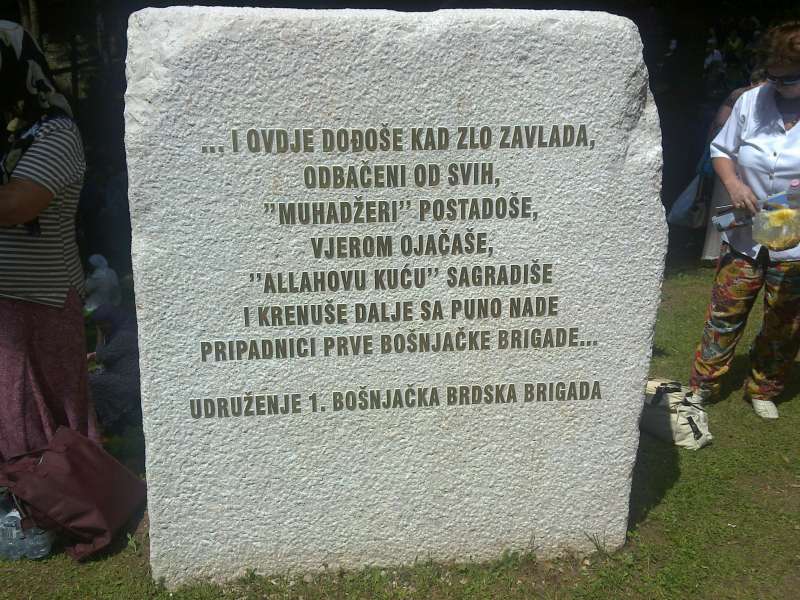 ... I OVDJE DOĐOŠE KAD ZLO ZAVLADA,
ODBAČENI OD SVIH,
"MUHADŽERI" POSTADOŠE,
VJEROM OJAČAŠE,
"ALLAHOVU KUĆU" SAGRADIŠE
I KRENUŠE DALJE SA PUNO NADE
PRIPADNICI PRVE BOŠNJAČKE BRIGADE...
UDRUŽENJE 1. BOŠNJAČKA BRDSKA BRIGADA